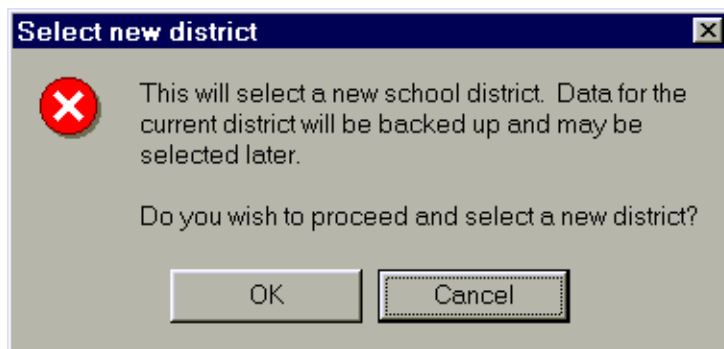 Select new district
This will select a new school district.  Data for the
current district will be backed up and may be
selected later.
Do you wish to proceed and select a new district?
OK
Cancel